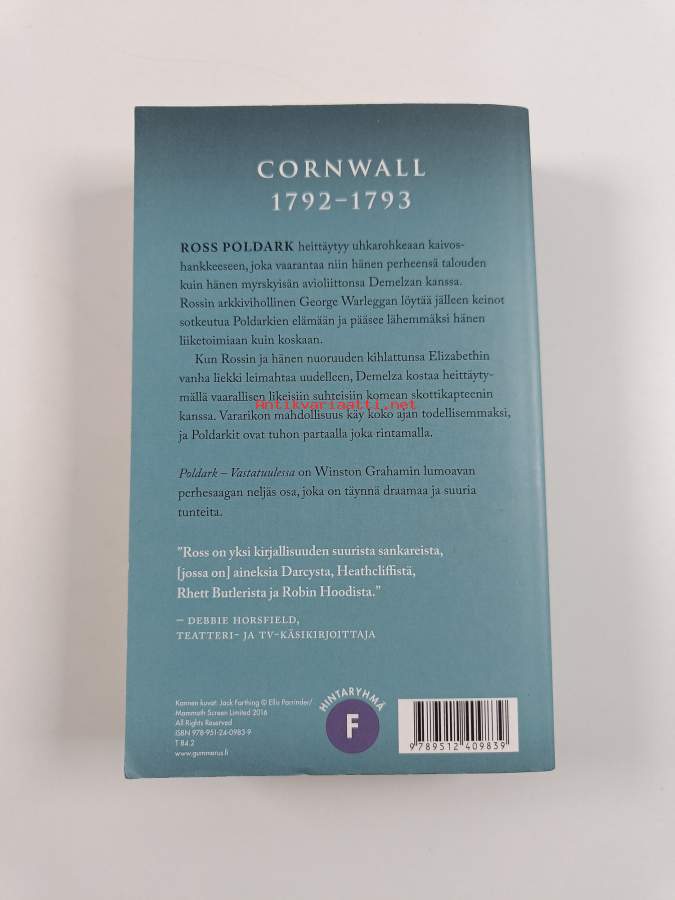 CORNWALL
1792–1793
ROSS POLDARK heittäytyy uhkarohkeaan kaivos-
hankkeeseen, joka vaarantaa niin hänen perheensä talouden
kuin hänen myrskyisän avioliittonsa Demelzan kanssa.
Rossin arkkivihollinen George Warleggan löytää jälleen keinot
sotkeutua Poldarkien elämään ja pääsee lähemmäksi hänen
liiketoimiaan kuin koskaan.
Kun Rossin ja hänen nuoruuden kihlattunsa Elizabethin
vanha liekki leimahtaa uudelleen, Demelza kostaa heittäyty-
mällä vaarallisen likeisiin suhteisiin komean skottikapteenin
Antikvariaatti.net
kanssa. Vararikon mahdollisuus käy koko ajan todellisemmaksi,
ja Poldarkit ovat tuhon partaalla joka rintamalla.
Poldark – Vastatuulessa on Winston Grahamin lumoavan
perhesaagan neljäs osa, joka on täynnä draamaa ja suuria
tunteita.
”Ross on yksi kirjallisuuden suurista sankareista,
[jossa on] aineksia Darcysta, Heathcliffistä,
Rhett Butlerista ja Robin Hoodista.”
– DEBBIE HORSFIELD,
TEATTERI- JA TV-KÄSIKIRJOITTAJA
Kannen kuvat: Jack Farthing © Ellis Parrinder/
Mammoth Screen Limited 2016
All Rights Reserved
ISBN 978-951-24-0983-9
T 84.2
www.gummerus.fi
HINTARYHMÄ
F
9789512409839